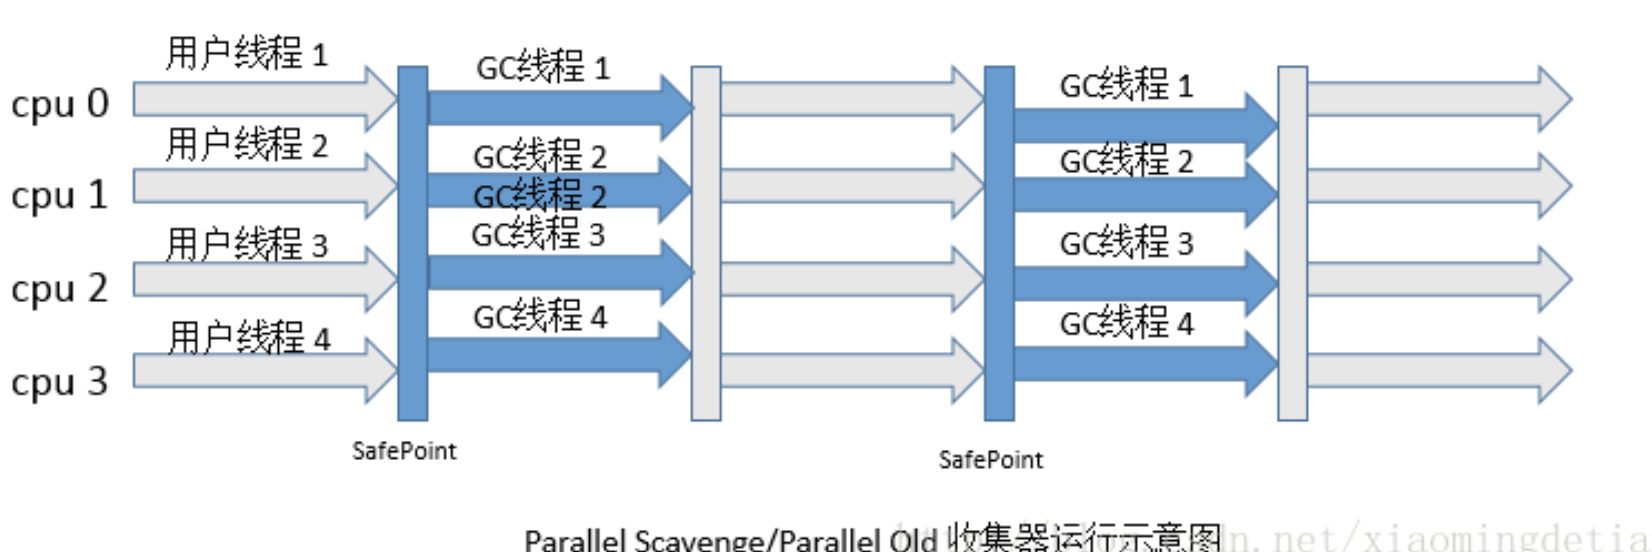 用户线程 1
GC线程 1
GC线程 1
cpu 0
用户线程 2
GC线程 2
GC线程 2
cpu 1
GC线程 2
用户线程 3
GC线程 3
GC线程 3
cpu 2
用户线程 4
GC线程 4
GC线程 4
cpu 3
SafePoint
SafePoint
Parallel Scavenge/Parallel Old 收集器运行示意图
dn.net/xiaomingdetia